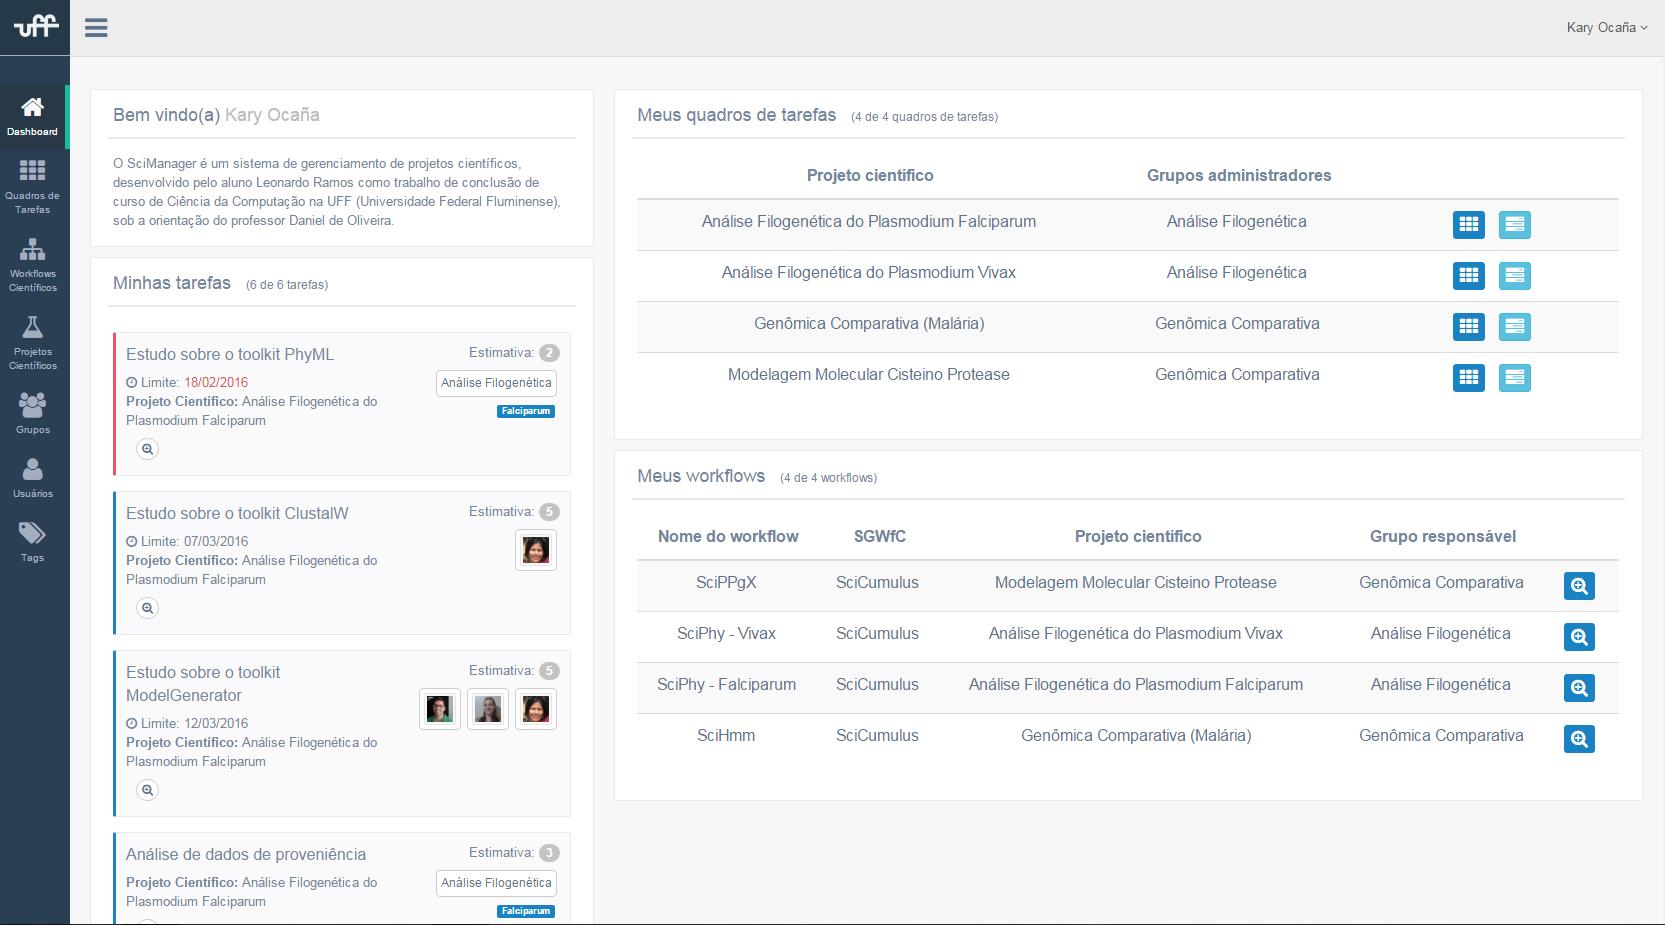 uff
Kary Ocaña
Dashboard
Quadros de
Tarefas
Workflows
Científicos
Projetos
Científicos
Grupos
Usuários
Tags
Bem vindo(a) Kary Ocaña
O SciManager é um sistema de gerenciamento de projetos científicos,
desenvolvido pelo aluno Leonardo Ramos como trabalho de conclusão de
curso de Ciência da Computação na UFF (Universidade Federal Fluminense),
sob a orientação do professor Daniel de Oliveira.
Minhas tarefas (6 de 6 tarefas)
Estudo sobre o toolkit PhyML Estimativa: 2
Limite: 18/02/2016 Análise Filogenética
Projeto Científico: Análise Filogenética do
Plasmodium Falciparum
Falciparum
Estudo sobre o toolkit ClustalW Estimativa: 5
Limite: 07/03/2016
Projeto Científico: Análise Filogenética do
Plasmodium Falciparum
Estudo sobre o toolkit Estimativa: 5
ModelGenerator
Limite: 12/03/2016
Projeto Científico: Análise Filogenética do
Plasmodium Falciparum
Análise de dados de proveniência Estimativa: 3
Projeto Científico: Análise Filogenética do Análise Filogenética
Plasmodium Falciparum
Falciparum
Meus quadros de tarefas (4 de 4 quadros de tarefas)
Projeto científico Grupos administradores
Análise Filogenética do Plasmodium Falciparum Análise Filogenética
Análise Filogenética do Plasmodium Vivax Análise Filogenética
Genômica Comparativa (Malária) Genômica Comparativa
Modelagem Molecular Cisteino Protease Genômica Comparativa
Meus workflows (4 de 4 workflows)
Nome do workflow SGWfC Projeto científico Grupo responsável
SciPPgX SciCumulus Modelagem Molecular Cisteino Protease Genômica Comparativa
SciPhy - Vivax SciCumulus Análise Filogenética do Plasmodium Vivax Análise Filogenética
SciPhy - Falciparum SciCumulus Análise Filogenética do Plasmodium Falciparum Análise Filogenética
SciHmm SciCumulus Genômica Comparativa (Malária) Genômica Comparativa